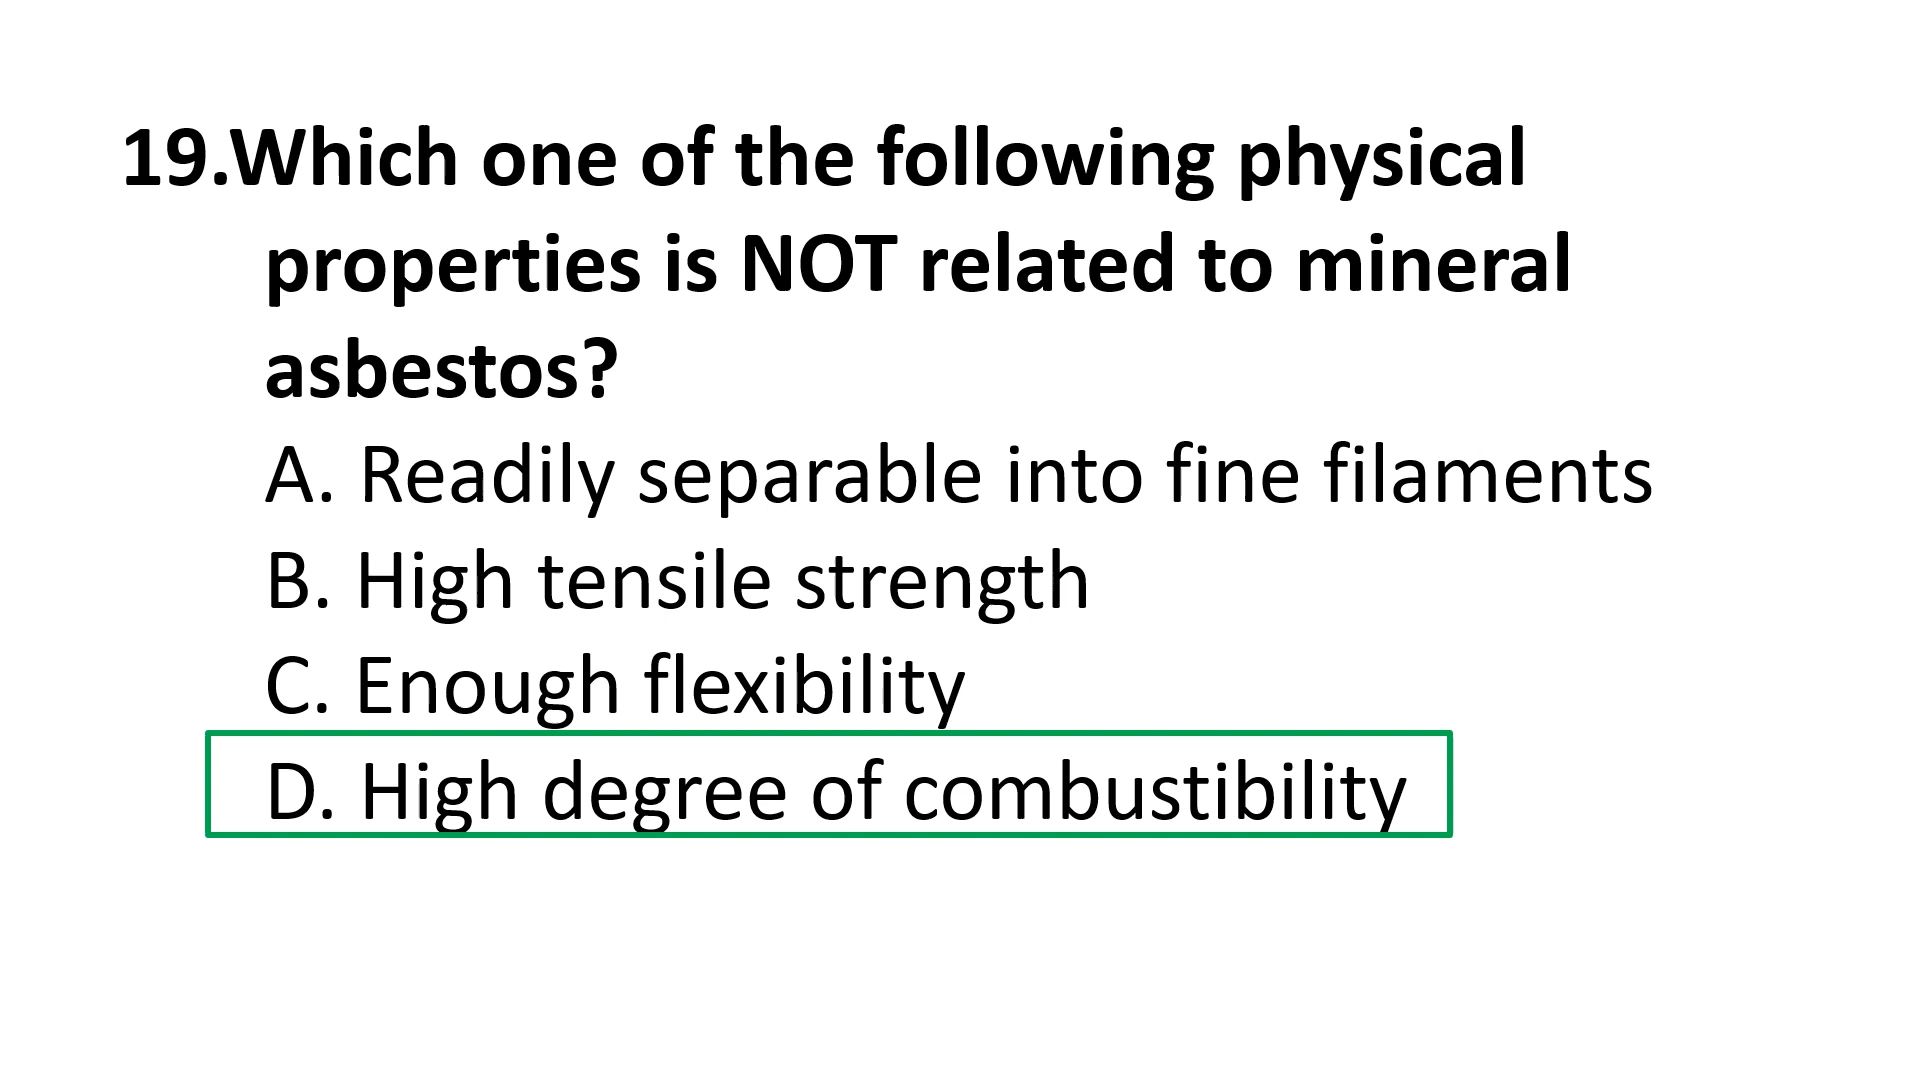 19.Which one of the following physical
properties is NOT related to mineral
asbestos?
A. Readily separable into fine filaments
B. High tensile strength
C. Enough flexibility
D. High degree of combustibility